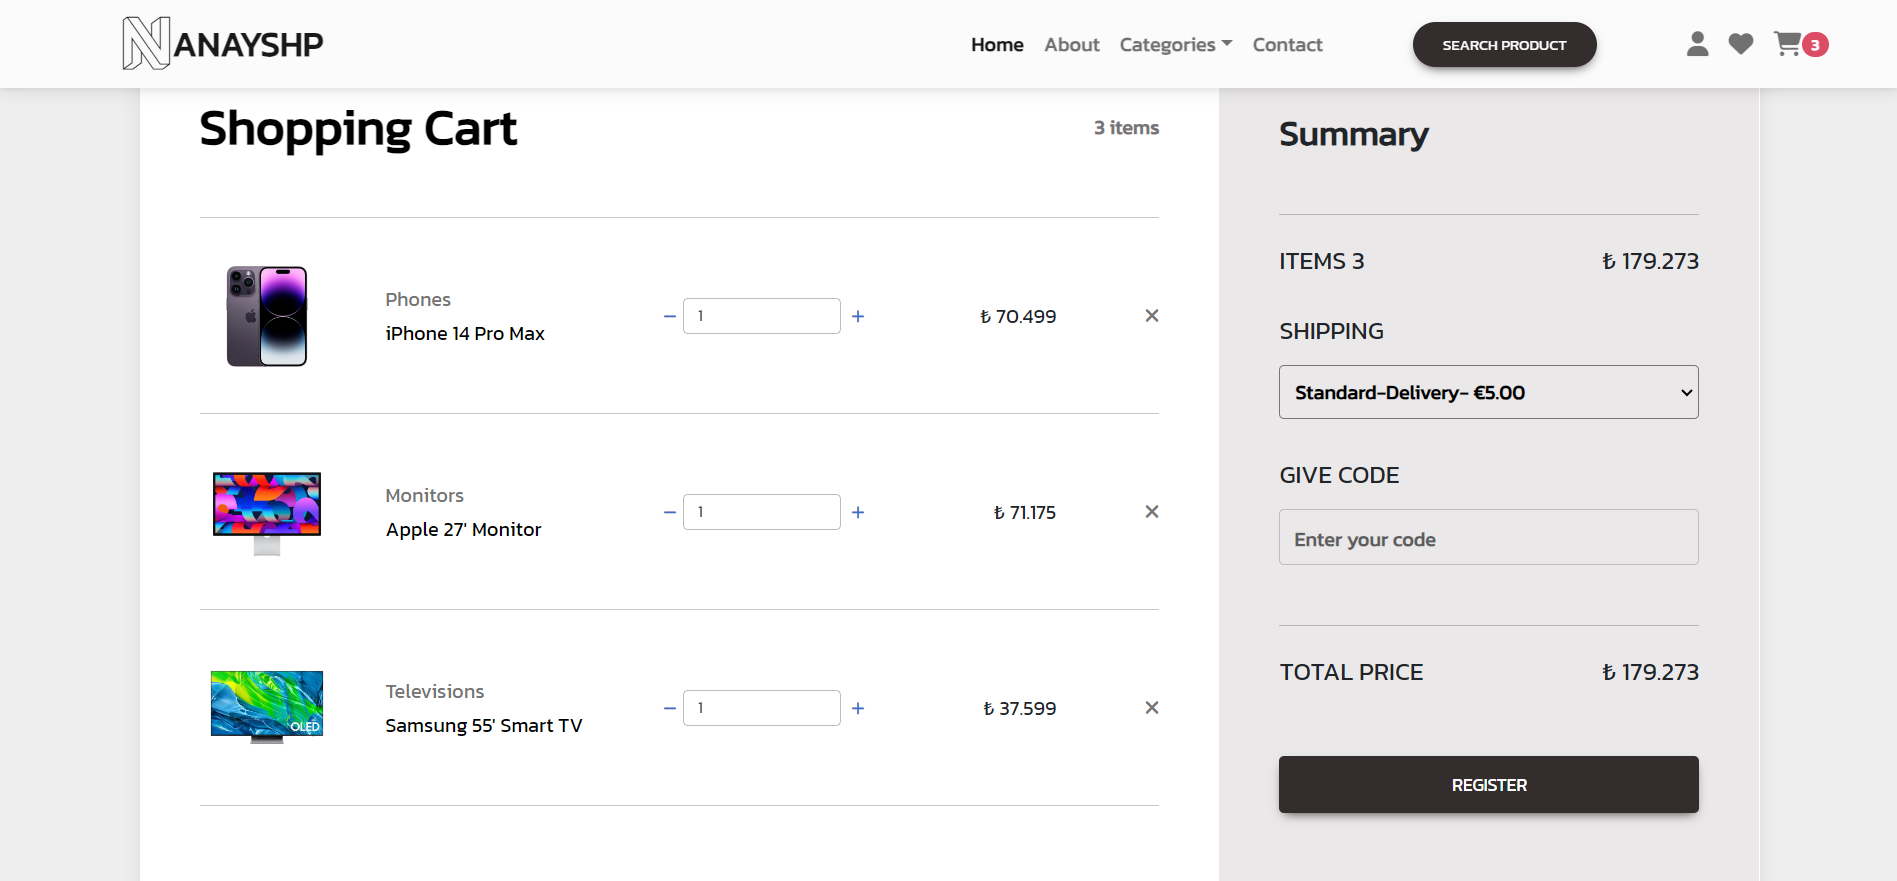 NANAYSHP
Home About Categories Contact
SEARCH PRODUCT
3
Shopping Cart
3 items
Phones
iPhone 14 Pro Max
1
₺ 70.499
Monitors
Apple 27' Monitor
1
₺ 71.175
Televisions
Samsung 55' Smart TV
OLED
1
₺ 37.599
Summary
ITEMS 3 ₺ 179.273
SHIPPING
Standard-Delivery- €5.00
GIVE CODE
Enter your code
TOTAL PRICE ₺ 179.273
REGISTER